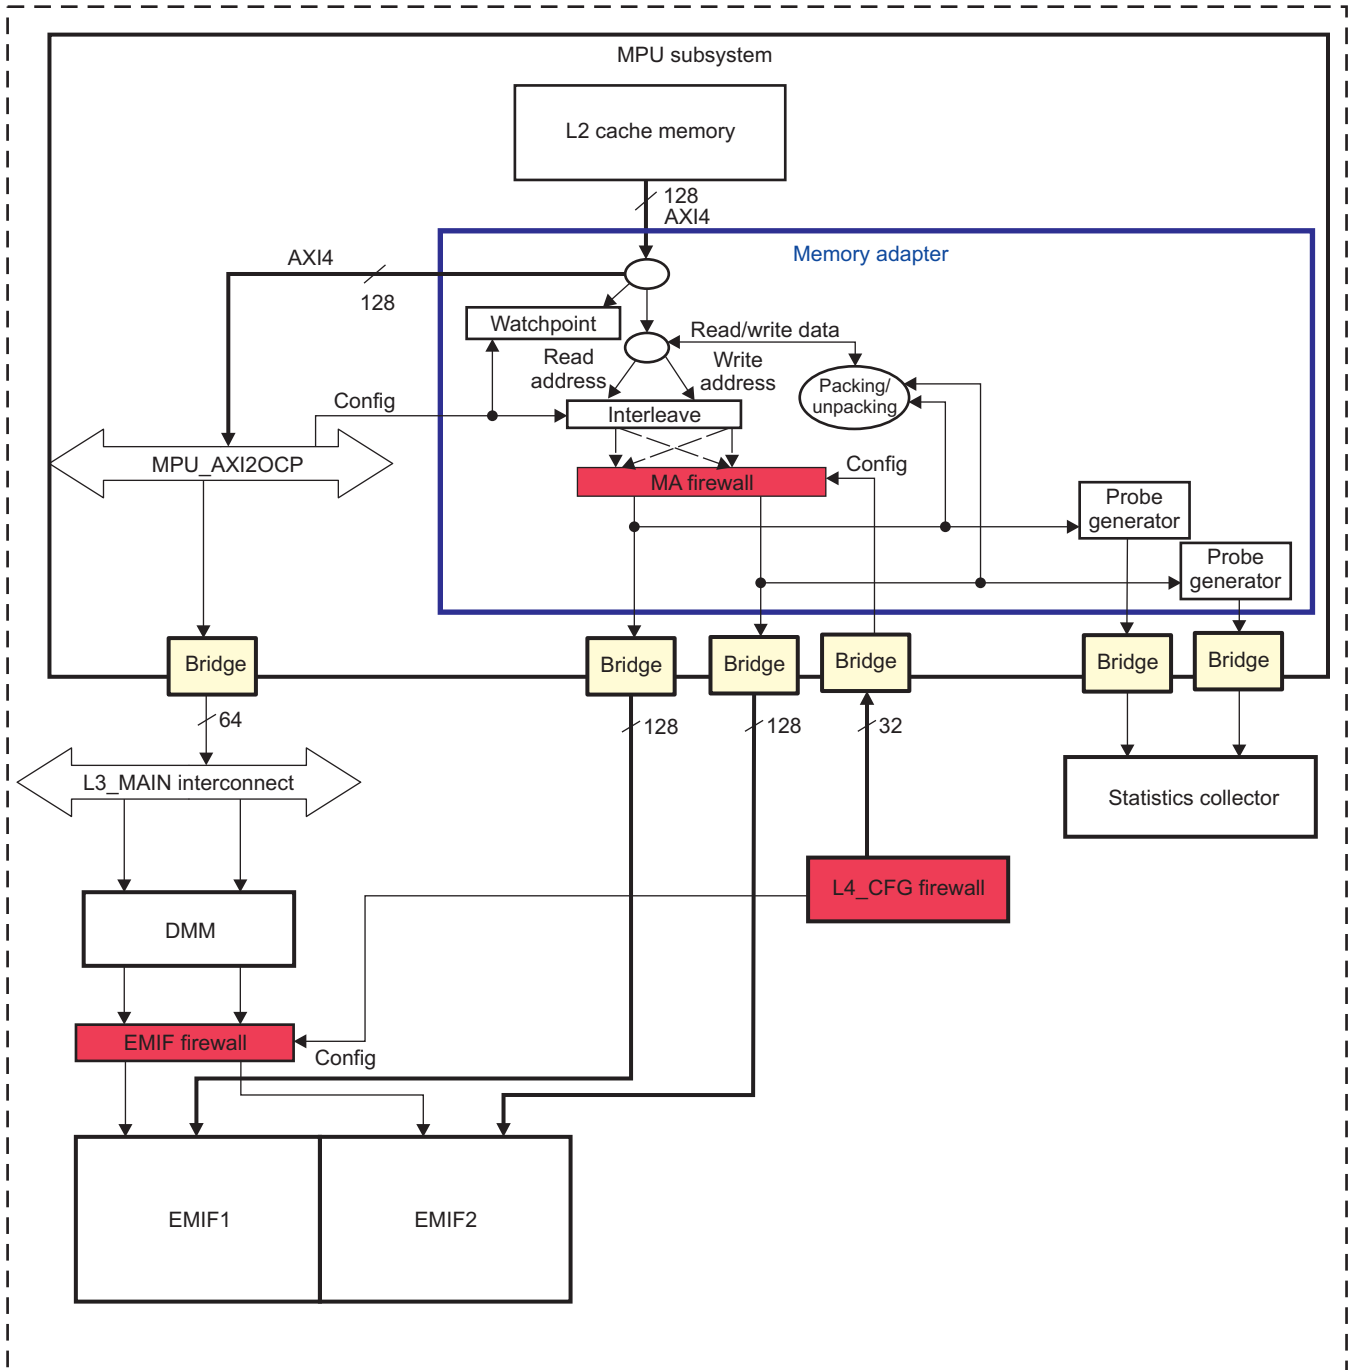 MPU subsystem
L2 cache memory
128
AXI4
Memory adapter
AXI4
128
Watchpoint
Read/write data
Read
address
Write
address
Packing/
unpacking
Config
Interleave
MPU_AXI2OCP
MA firewall
Config
Probe
generator
Probe
generator
Bridge
Bridge
Bridge
Bridge
Bridge
Bridge
64
128
128
32
L3_MAIN interconnect
Statistics collector
L4_CFG firewall
DMM
EMIF firewall
Config
EMIF1
EMIF2